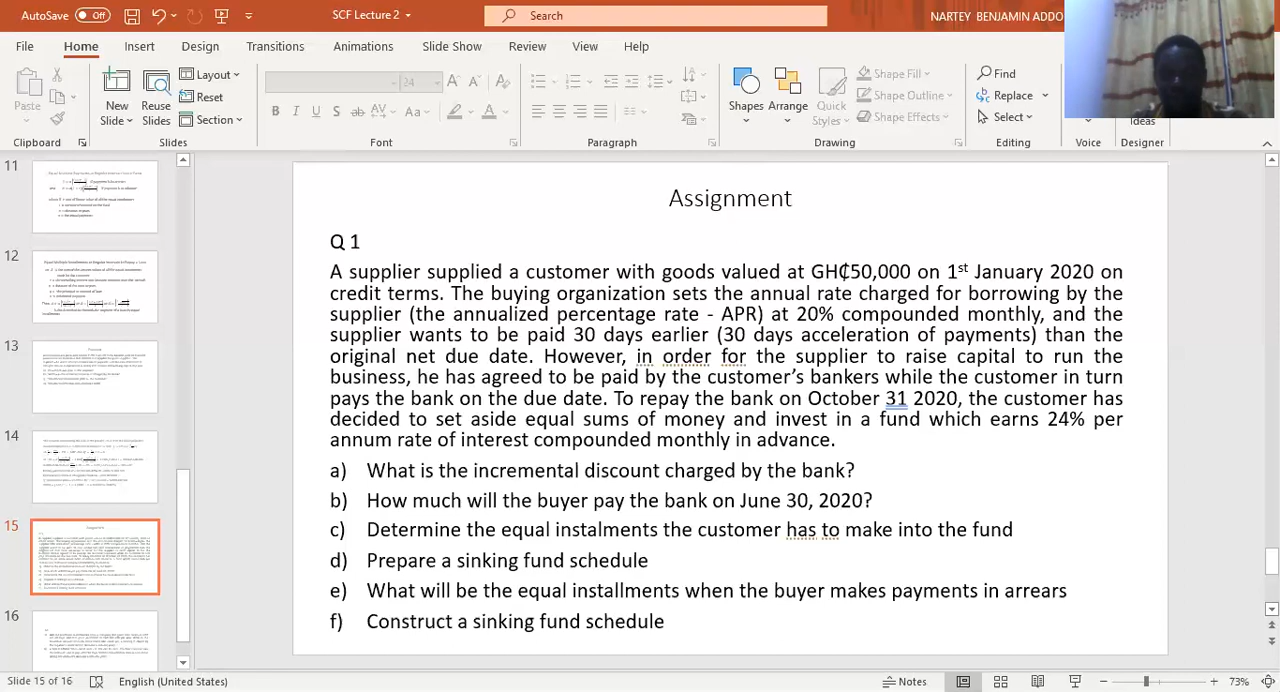 AutoSave Off SCF Lecture 2 Search NARTEY BENJAMIN ADDO
File Home Insert Design Transitions Animations Slide Show Review View Help
Paste New Slide Reuse Slides Layout Reset Section 24 Shapes Arrange Quick Styles Shape Fill Shape Outline Shape Effects Find Replace Select Ideas
Clipboard Slides Font Paragraph Drawing Editing Voice Designer
11
12
13
14
15
16
Assignment
Q 1
A supplier supplied a customer with goods valued at GH₵50,000 on 1st January 2020 on
credit terms. The buying organization sets the annual rate charged for borrowing by the
supplier (the annualized percentage rate - APR) at 20% compounded monthly, and the
supplier wants to be paid 30 days earlier (30 days acceleration of payments) than the
original net due date. However, in order for the supplier to raise capital to run the
business, he has agreed to be paid by the customer's bankers while the customer in turn
pays the bank on the due date. To repay the bank on October 31 2020, the customer has
decided to set aside equal sums of money and invest in a fund which earns 24% per
annum rate of interest compounded monthly in advance.
a) What is the incremental discount charged by the bank?
b) How much will the buyer pay the bank on June 30, 2020?
c) Determine the equal instalments the customer has to make into the fund
d) Prepare a sinking fund schedule
e) What will be the equal installments when the buyer makes payments in arrears
f) Construct a sinking fund schedule
Slide 15 of 16 English (United States) Notes 73%